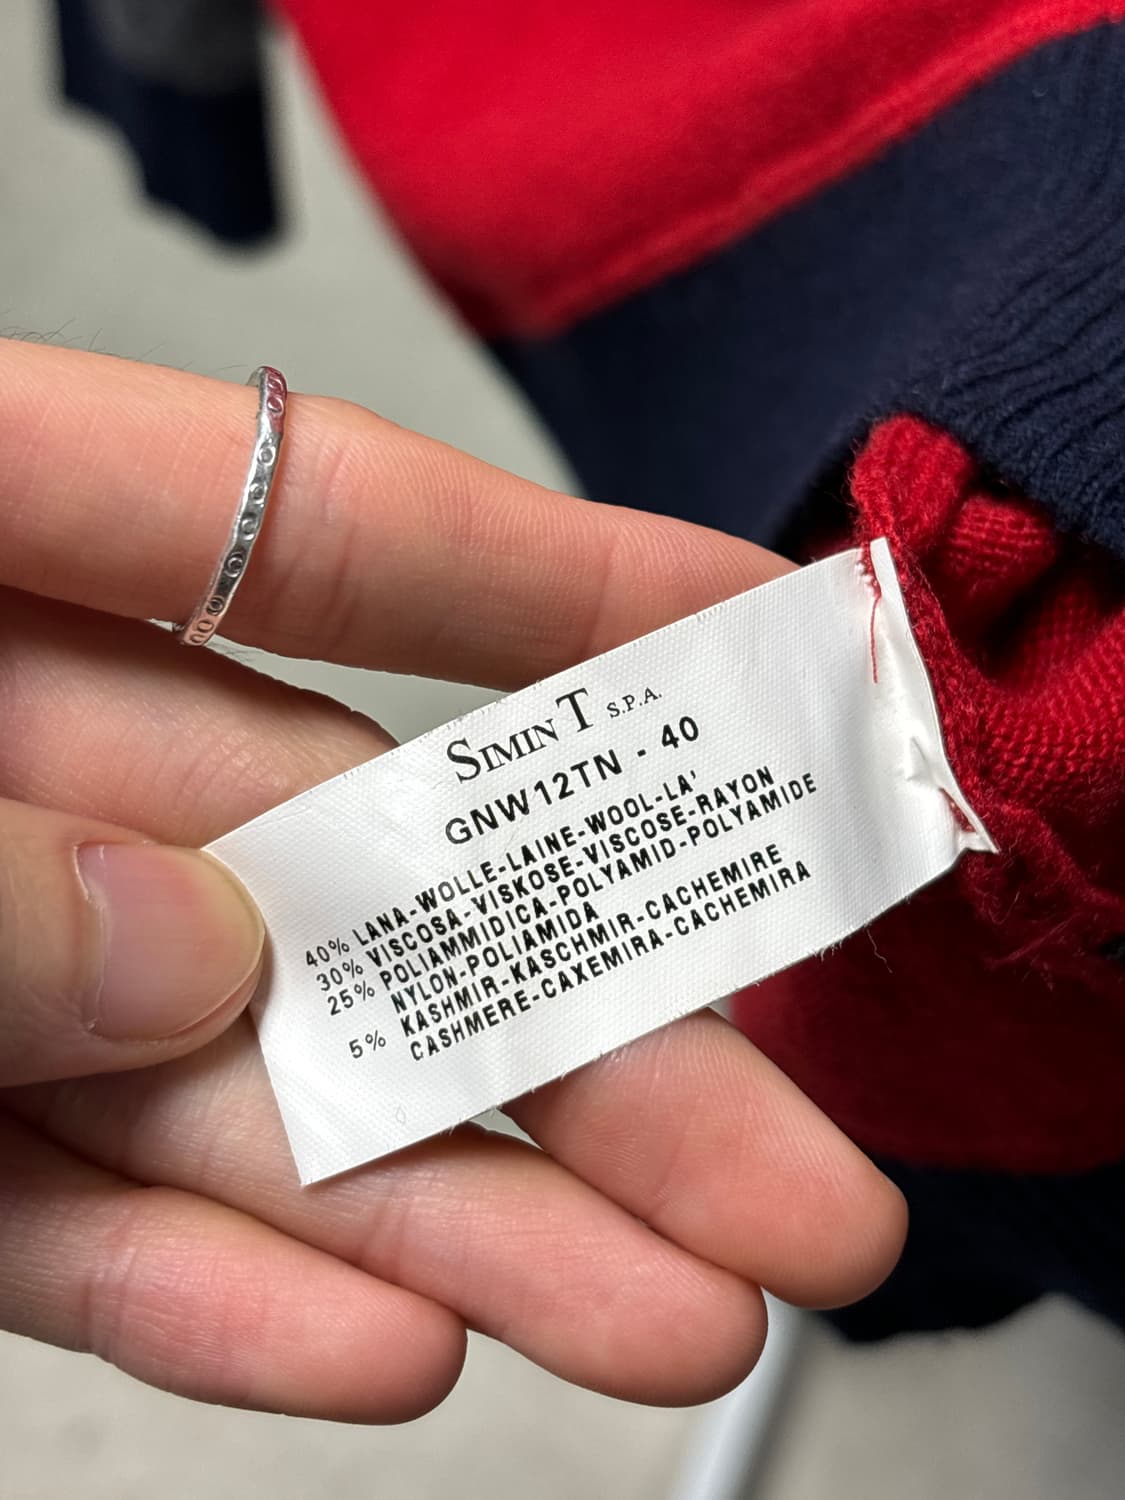 SIMIN T S.P.A.
GNW12TN - 40
40% LANA-WOLLE-LAINE-WOOL-LA'
30% VISCOSA-VISKOSE-VISCOSE-RAYON
25% POLIAMMIDICA-POLYAMID-POLYAMIDE
NYLON-POLIAMIDA
5% KASHMIR-KASCHMIR-CACHEMIRE
CASHMERE-CAXEMIRA-CACHEMIRA